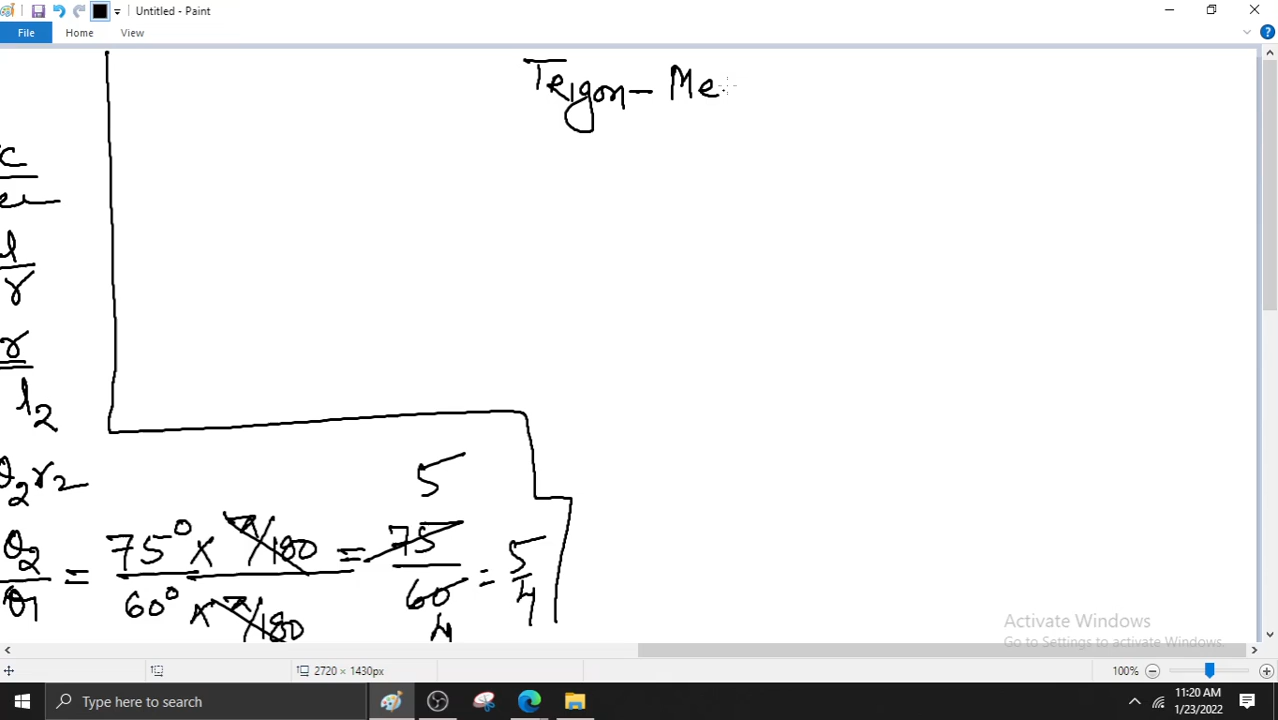 Untitled - Paint
File Home View
Trigon- Me
C
l
r
r
l2
θ2r2
5
θ2/θ1 = 75° x π/180 / 60° x π/180 = 75/60 = 5/4
4
Activate Windows
Go to Settings to activate Windows.
2720 × 1430px
100%
Type here to search
11:20 AM
1/23/2022